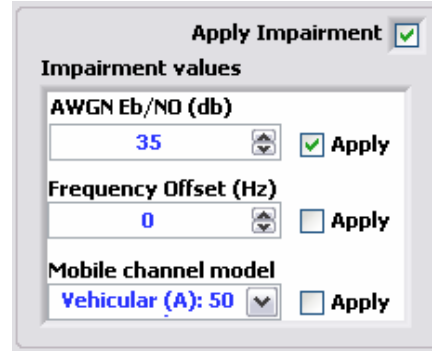 Apply Impairment
Impairment values
AWGN Eb/N0 (db)
35 Apply
Frequency Offset (Hz)
0 Apply
Mobile channel model
Vehicular (A): 50 Apply